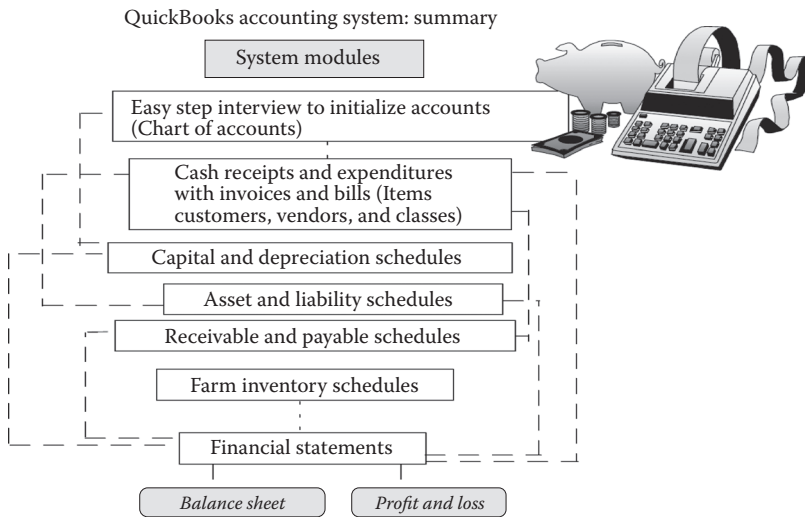 QuickBooks accounting system: summary
System modules
Easy step interview to initialize accounts
(Chart of accounts)
Cash receipts and expenditures
with invoices and bills (Items
customers, vendors, and classes)
Capital and depreciation schedules
Asset and liability schedules
Receivable and payable schedules
Farm inventory schedules
Financial statements
Balance sheet
Profit and loss